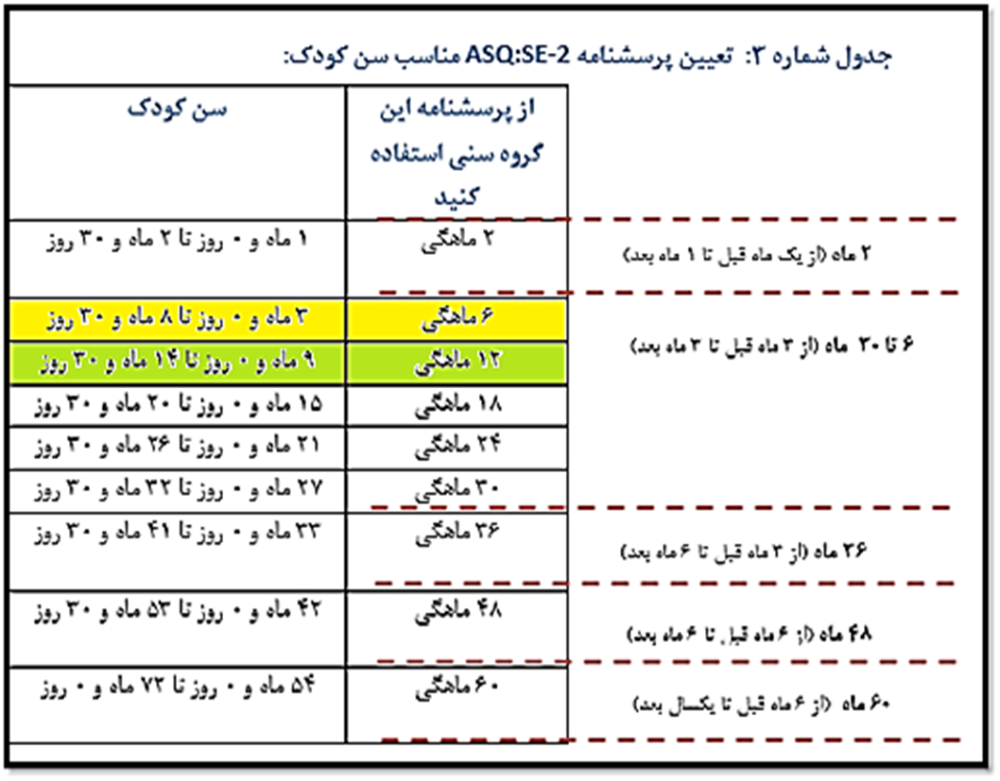 جدول شماره ۳: تعیین پرسشنامه ASQ:SE-2 مناسب سن کودک:
از پرسشنامه این گروه سنی استفاده کنید
سن کودک
۲ ماه (از یک ماه قبل تا ۱ ماه بعد)
۲ ماهگی
۱ ماه و ۰ روز تا ۲ ماه و ۳۰ روز
۶ تا ۳۰ ماه (از ۳ ماه قبل تا ۳ ماه بعد)
۶ ماهگی
۳ ماه و ۰ روز تا ۸ ماه و ۳۰ روز
۱۲ ماهگی
۹ ماه و ۰ روز تا ۱۴ ماه و ۳۰ روز
۱۸ ماهگی
۱۵ ماه و ۰ روز تا ۲۰ ماه و ۳۰ روز
۲۴ ماهگی
۲۱ ماه و ۰ روز تا ۲۶ ماه و ۳۰ روز
۳۰ ماهگی
۲۷ ماه و ۰ روز تا ۳۲ ماه و ۳۰ روز
۳۶ ماه (از ۳ ماه قبل تا ۶ ماه بعد)
۳۶ ماهگی
۳۳ ماه و ۰ روز تا ۴۱ ماه و ۳۰ روز
۴۸ ماه (از ۶ ماه قبل تا ۶ ماه بعد)
۴۸ ماهگی
۴۲ ماه و ۰ روز تا ۵۳ ماه و ۳۰ روز
۶۰ ماه (از ۶ ماه قبل تا یکسال بعد)
۶۰ ماهگی
۵۴ ماه و ۰ روز تا ۷۲ ماه و ۰ روز